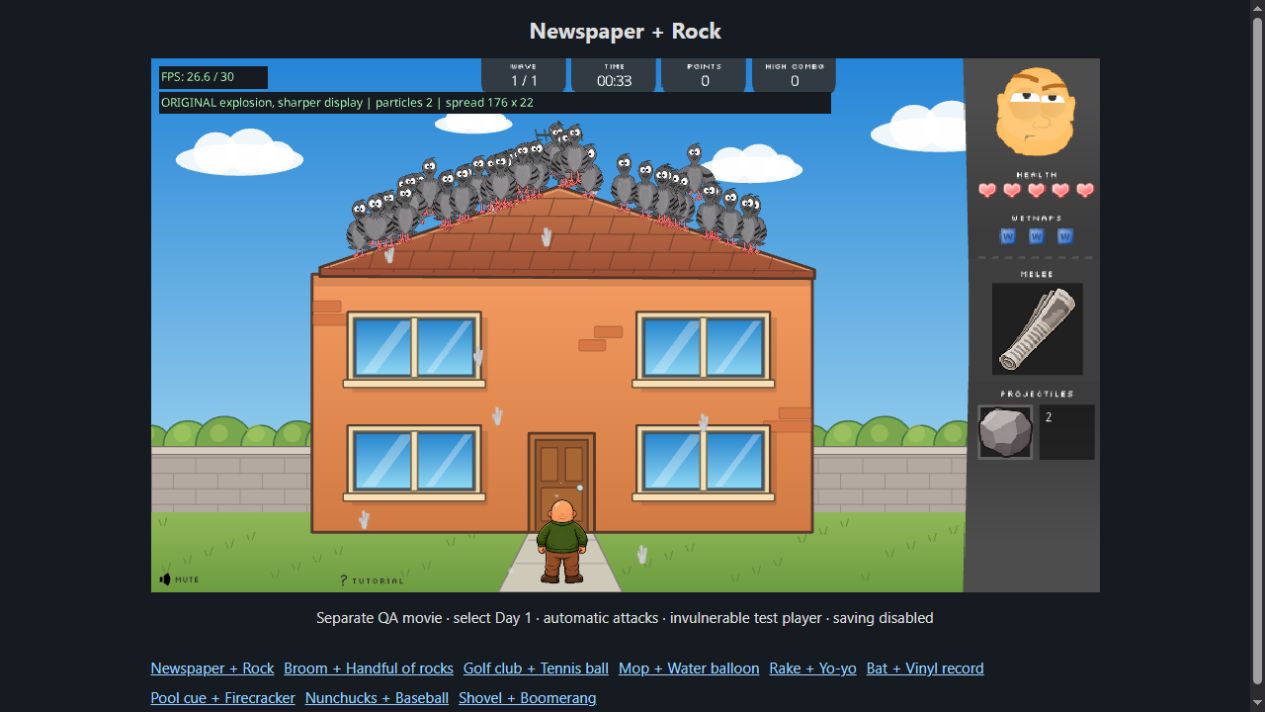 Newspaper + Rock
FPS: 26.6 / 30
WAVE
1 / 1
TIME
00:33
POINTS
0
HIGH COMBO
0
ORIGINAL explosion, sharper display | particles 2 | spread 176 x 22
HEALTH
WETNAPS
W W W
MELEE
PROJECTILES
2
MUTE
? TUTORIAL
Separate QA movie · select Day 1 · automatic attacks · invulnerable test player · saving disabled
Newspaper + Rock Broom + Handful of rocks Golf club + Tennis ball Mop + Water balloon Rake + Yo-yo Bat + Vinyl record
Pool cue + Firecracker Nunchucks + Baseball Shovel + Boomerang